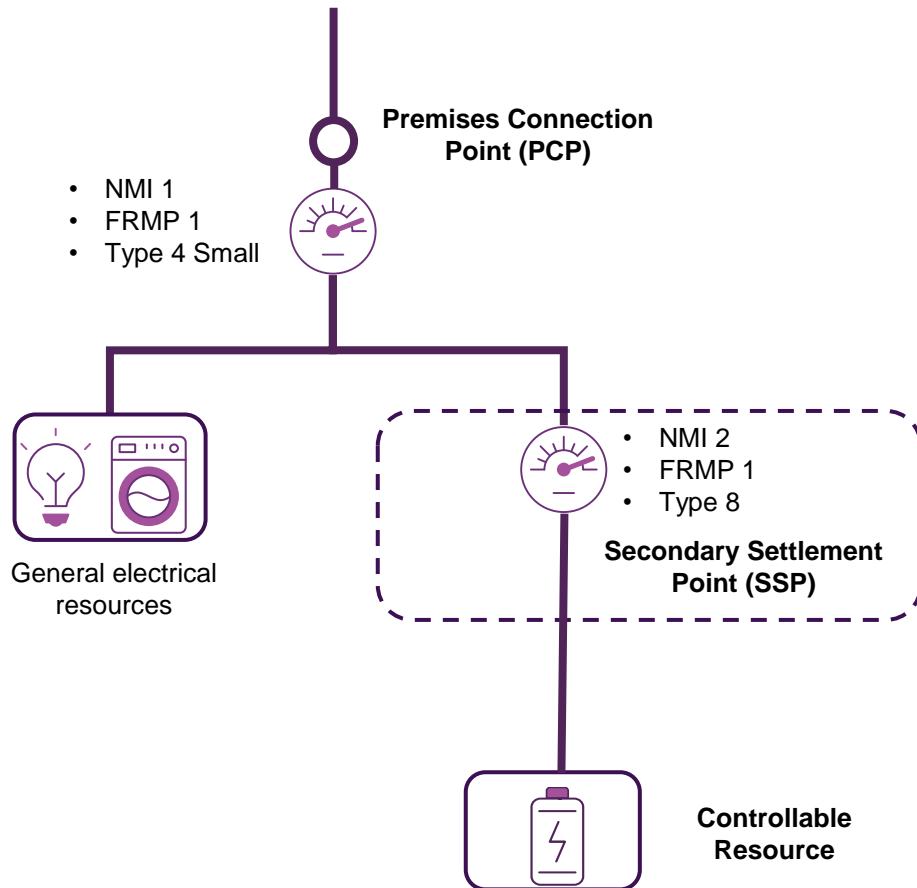 Premises Connection
Point (PCP)
• NMI 1
• FRMP 1
• Type 4 Small
• NMI 2
• FRMP 1
• Type 8
Secondary Settlement
Point (SSP)
General electrical
resources
Controllable
Resource